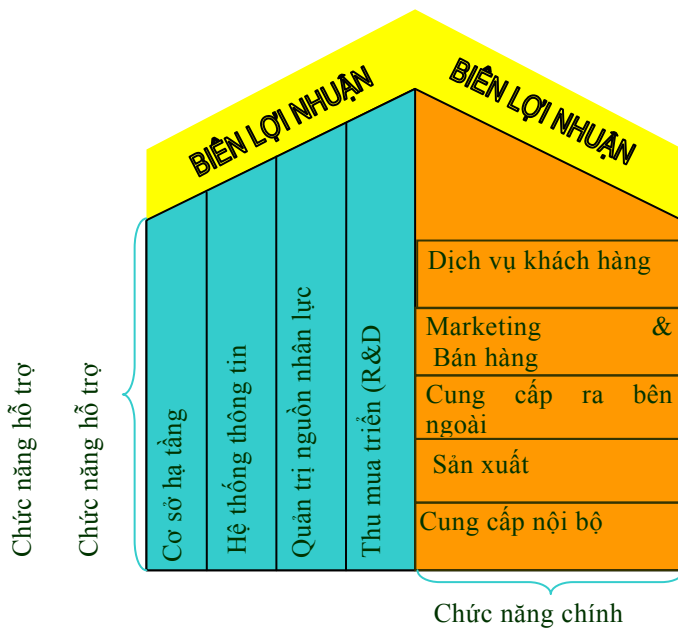 BIÊN LỢI NHUẬN
BIÊN LỢI NHUẬN
Chức năng hỗ trợ
Chức năng hỗ trợ
Cơ sở hạ tầng
Hệ thống thông tin
Quản trị nguồn nhân lực
Thu mua triển (R&D
Dịch vụ khách hàng
Marketing &
Bán hàng
Cung cấp ra bên
ngoài
Sản xuất
Cung cấp nội bộ
Chức năng chính